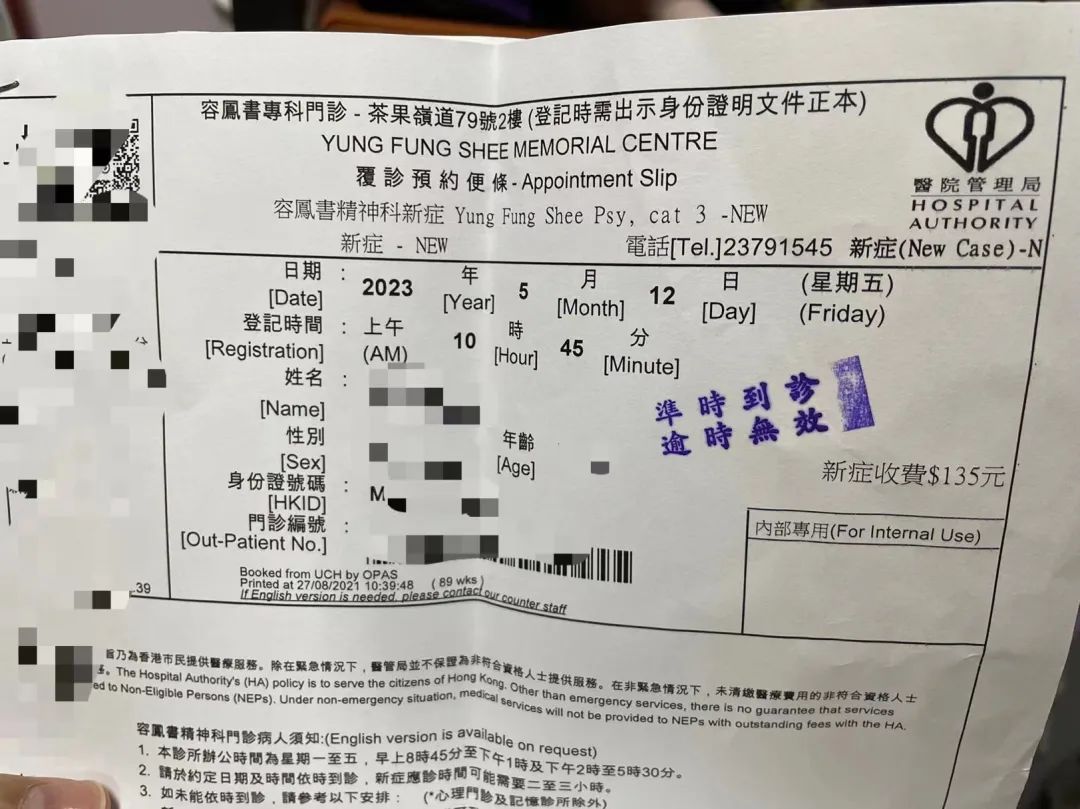 容鳳書專科門診 - 茶果嶺道79號2樓 (登記時需出示身份證明文件正本)
YUNG FUNG SHEE MEMORIAL CENTRE
覆診預約便條 - Appointment Slip
容鳳書精神科新症 Yung Fung Shee Psy, cat 3 -NEW
新症 - NEW
電話[Tel.]23791545 新症(New Case)-N
醫院管理局
HOSPITAL
AUTHORITY
日期 : 2023 年 5 月 12 日 (星期五)
[Date] [Year] [Month] [Day] (Friday)
登記時間 : 上午 10 時 45 分
[Registration] (AM) [Hour] [Minute]
姓名 :
[Name]
準時到診
逾時無效
性別 年齡
[Sex] [Age]
新症收費$135元
身份證號碼 : M
[HKID]
門診編號 :
[Out-Patient No.]
內部專用(For Internal Use)
Booked from UCH by OPAS
Printed at 27/08/2021 10:39:48 ( 89 wks )
If English version is needed, please contact our counter staff
:39
旨乃為香港市民提供醫療服務。除在緊急情況下，醫管局並不保證為非符合資格人士提供服務。在非緊急情況下，未清繳醫療費用的非符合資格人士
The Hospital Authority's (HA) policy is to serve the citizens of Hong Kong. Other than emergency services, there is no guarantee that services
ed to Non-Eligible Persons (NEPs). Under non-emergency situation, medical services will not be provided to NEPs with outstanding fees with the HA.
容鳳書精神科門診病人須知:(English version is available on request)
1. 本診所辦公時間為星期一至五，早上8時45分至下午1時及下午2時至5時30分。
2. 請於約定日期及時間依時到診，新症應診時間可能需要二至三小時。
3. 如未能依時到診，請參考以下安排： (*心理門診及記憶診所除外)